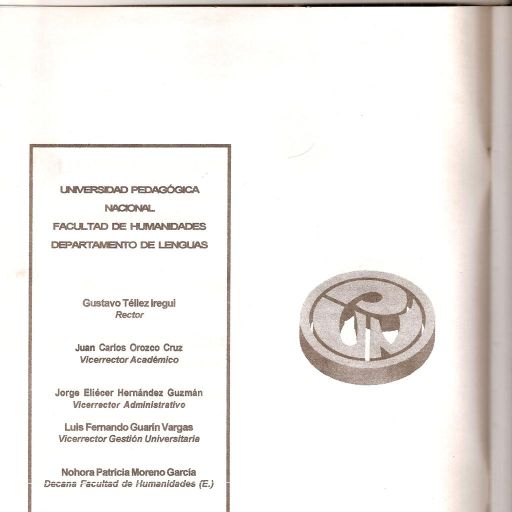 UNIVERSIDAD PEDAGÓGICA
NACIONAL
FACULTAD DE HUMANIDADES
DEPARTAMENTO DE LENGUAS
Gustavo Téllez Iregui
Rector
Juan Carlos Orozco Cruz
Vicerrector Académico
Jorge Eliécer Hernández Guzmán
Vicerrector Administrativo
Luis Fernando Guarín Vargas
Vicerrector Gestión Universitaria
Nohora Patricia Moreno García
Decana Facultad de Humanidades (E.)
UPN